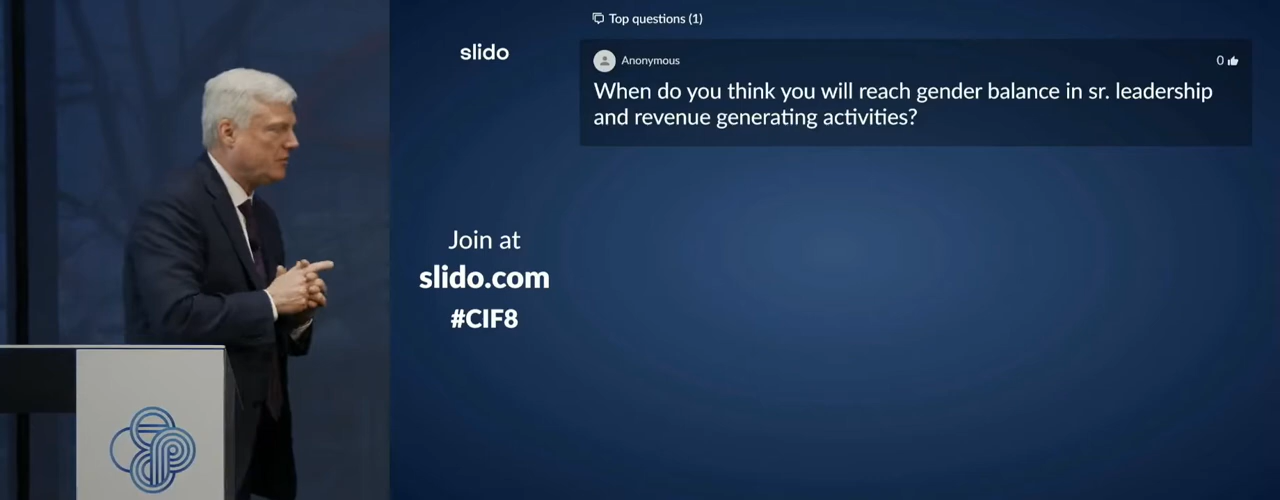 Top questions (1)
slido
Anonymous
0
When do you think you will reach gender balance in sr. leadership
and revenue generating activities?
Join at
slido.com
#CIF8